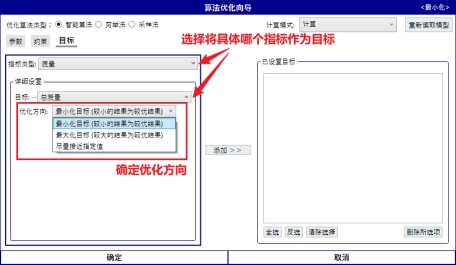 算法优化向导 <最小化>
优化算法类型： 智能算法 穷举法 采样法 计算模式： 计算 重新读取模型
参数 约束 目标
选择将具体哪个指标作为目标
指标类型: 质量
总设置目标
详细设置
目标: 总质量
优化方向: 最小化目标 (较小的结果为较优结果)
最小化目标 (较小的结果为较优结果)
最大化目标 (较大的结果为较优结果)
尽量接近指定值
添加 >>
确定优化方向
全选 反选 清除选择 删除所选项
确定 取消